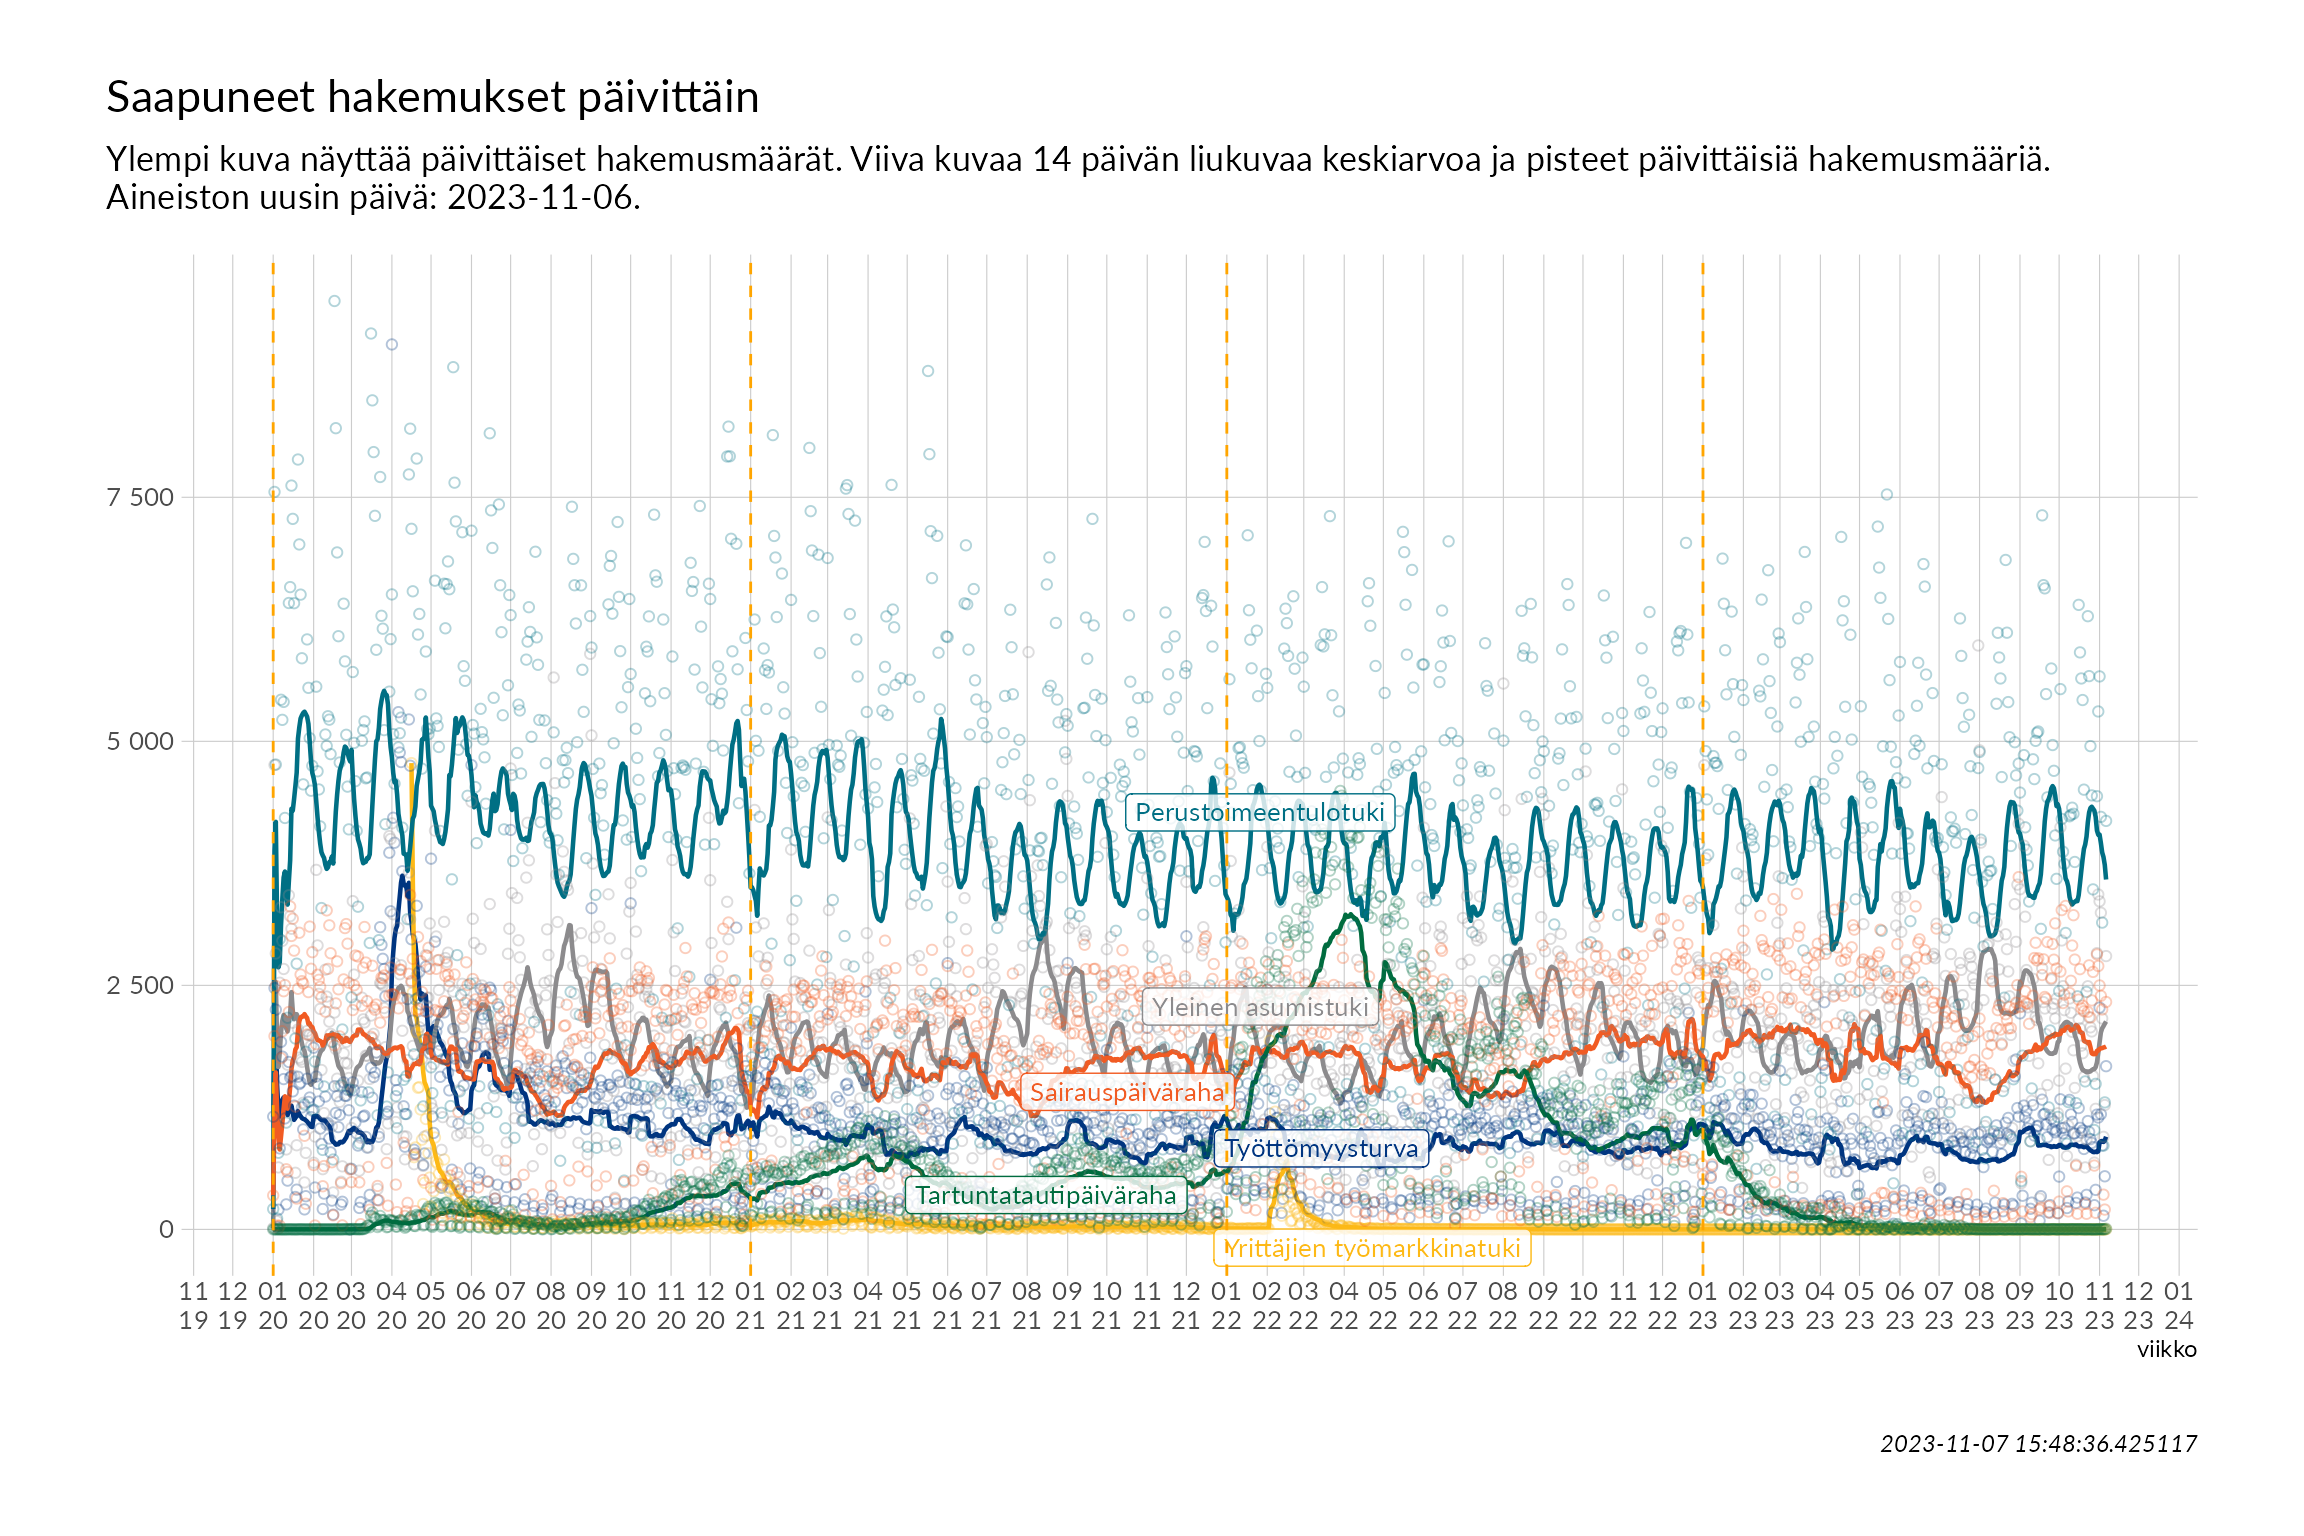 Saapuneet hakemukset päivittäin
Ylempi kuva näyttää päivittäiset hakemusmäärät. Viiva kuvaa 14 päivän liukuvaa keskiarvoa ja pisteet päivittäisiä hakemusmääriä.
Aineiston uusin päivä: 2023-11-06.
7 500
5 000
Perustoimeentulotuki
2 500
Yleinen asumistuki
Sairauspäiväraha
Työttömyysturva
Tartuntatautipäiväraha
0
Yrittäjien työmarkkinatuki
11 12 01 02 03 04 05 06 07 08 09 10 11 12 01 02 03 04 05 06 07 08 09 10 11 12 01 02 03 04 05 06 07 08 09 10 11 12 01 02 03 04 05 06 07 08 09 10 11 12 01
19 19 20 20 20 20 20 20 20 20 20 20 20 20 21 21 21 21 21 21 21 21 21 21 21 21 22 22 22 22 22 22 22 22 22 22 22 22 23 23 23 23 23 23 23 23 23 23 23 23 24
viikko
2023-11-07 15:48:36.425117